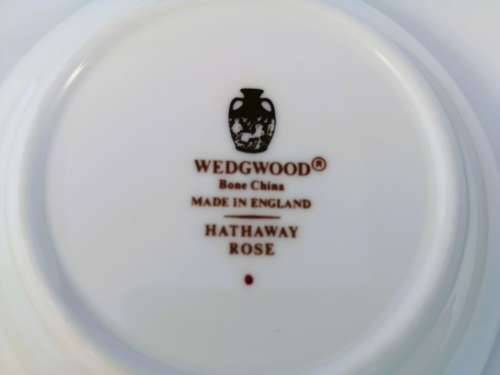 WEDGWOOD®
Bone China
MADE IN ENGLAND
HATHAWAY
ROSE